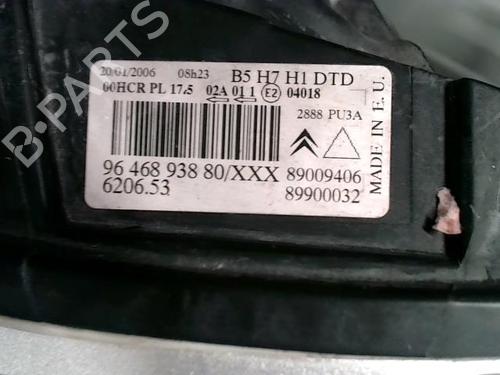 B-PARTS
20/01/2006 08h23 B5 H7 H1 DTD
00HCR PL 17.5 02A 01 1 E2 04018
2888 PU3A
96 468 938 80/XXX 89009406
6206.53 89900032
MADE IN E.U.